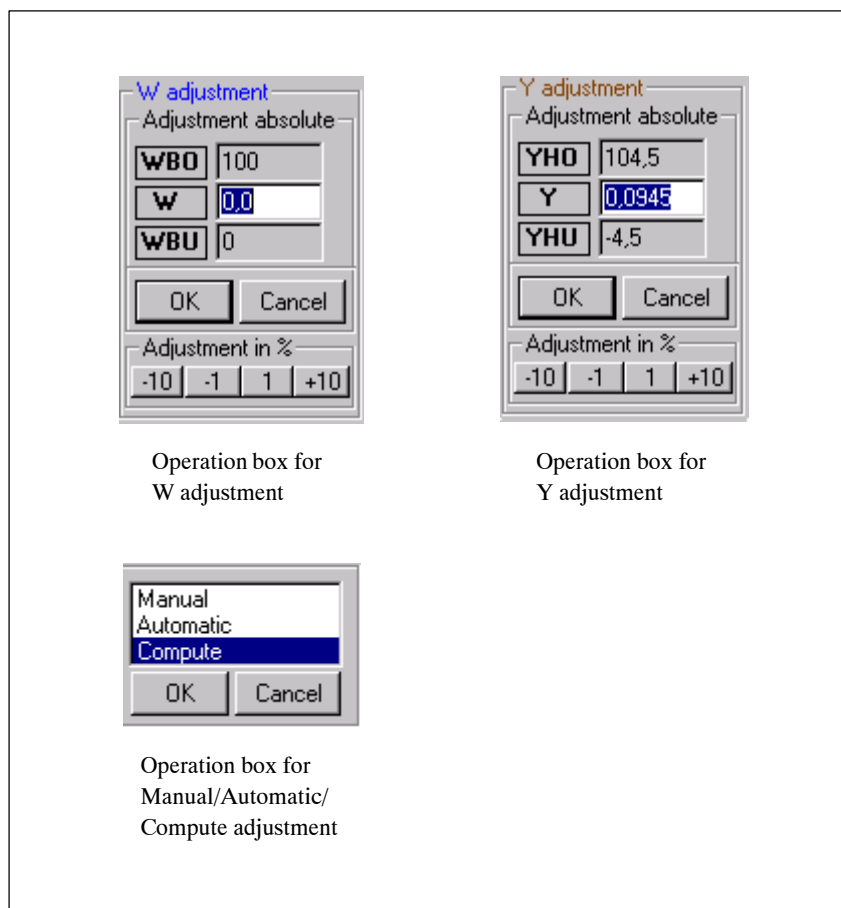 W adjustment
Adjustment absolute
WBO 100
W 0,0
WBU 0
OK Cancel
Adjustment in %
-10 -1 1 +10
Operation box for
W adjustment
Y adjustment
Adjustment absolute
YHO 104,5
Y 0,0945
YHU -4,5
OK Cancel
Adjustment in %
-10 -1 1 +10
Operation box for
Y adjustment
Manual
Automatic
Compute
OK Cancel
Operation box for
Manual/Automatic/
Compute adjustment